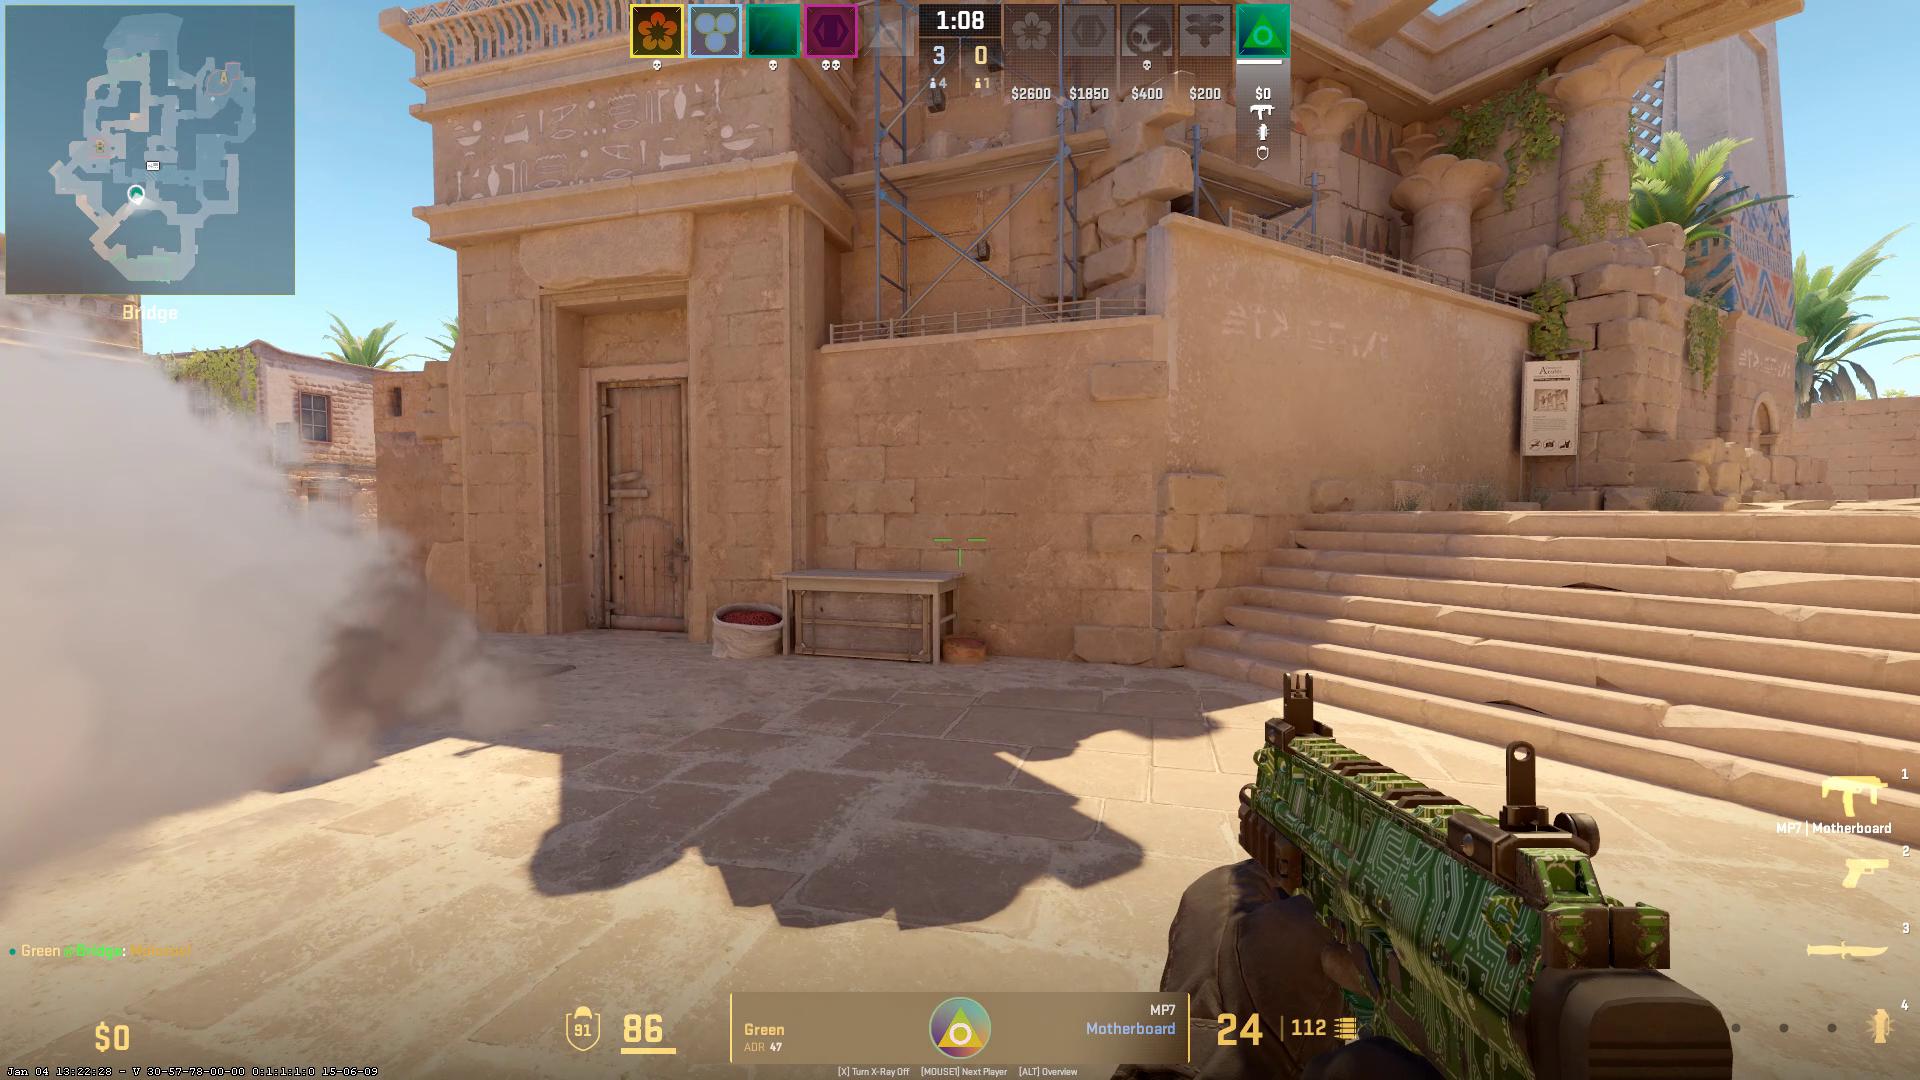 1:08
3 0
4 1
$2600 $1850 $400 $200 $0
Bridge
1
MP7 | Motherboard
2
3
4
Green @Bridge:
$0
91
86
Green
ADR 47
MP7
Motherboard
24 112
[X] Turn X-Ray Off [MOUSE1] Next Player [ALT] Overview
Jan 04 13:22:28 - V 30-57-78-00-00 0:1:1:1:0 15-06-09